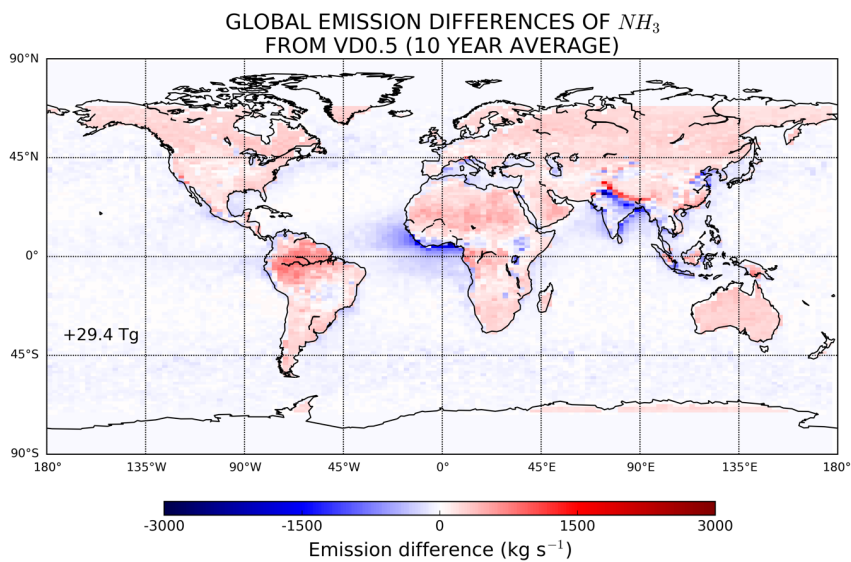 GLOBAL EMISSION DIFFERENCES OF NH₃
FROM VD0.5 (10 YEAR AVERAGE)
90°N
45°N
0°
+29.4 Tg
45°S
90°S
180° 135°W 90°W 45°W 0° 45°E 90°E 135°E 180°
-3000 -1500 0 1500 3000
Emission difference (kg s⁻¹)